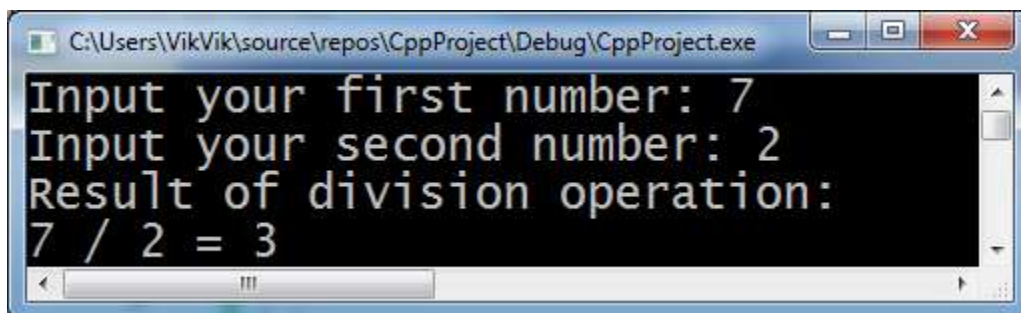 C:\Users\VikVik\source\repos\CppProject\Debug\CppProject.exe
Input your first number: 7
Input your second number: 2
Result of division operation:
7 / 2 = 3